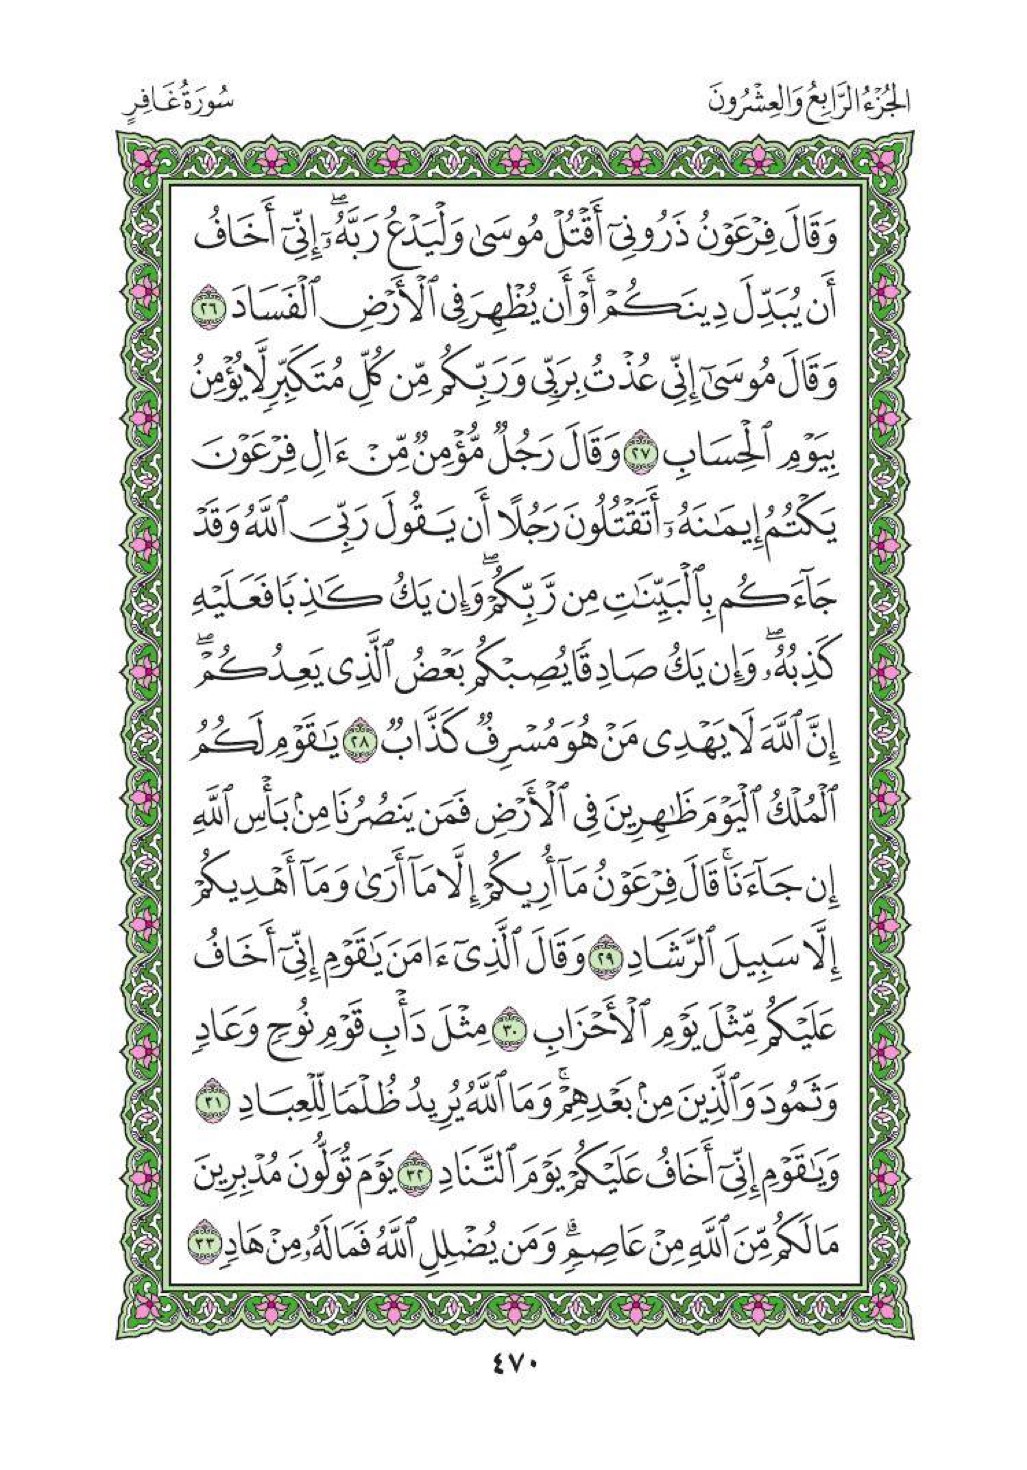 الجُزْءُ الرَّابِعُ وَالعِشْرُونَ
سُورَةُ غَافِرٍ
وَقَالَ فِرْعَوْنُ ذَرُونِيٓ أَقْتُلْ مُوسَىٰ وَلْيَدْعُ رَبَّهُۥٓۖ إِنِّيٓ أَخَافُ
أَن يُبَدِّلَ دِينَكُمْ أَوْ أَن يُظْهِرَ فِي ٱلْأَرْضِ ٱلْفَسَادَ ٢٦
وَقَالَ مُوسَىٰٓ إِنِّي عُذْتُ بِرَبِّي وَرَبِّكُم مِّن كُلِّ مُتَكَبِّرٍ لَّا يُؤْمِنُ
بِيَوْمِ ٱلْحِسَابِ ٢٧ وَقَالَ رَجُلٌ مُّؤْمِنٌ مِّنْ ءَالِ فِرْعَوْنَ
يَكْتُمُ إِيمَٰنَهُۥٓ أَتَقْتُلُونَ رَجُلًا أَن يَقُولَ رَبِّيَ ٱللَّهُ وَقَدْ
جَآءَكُم بِٱلْبَيِّنَٰتِ مِن رَّبِّكُمْۖ وَإِن يَكُ كَٰذِبًا فَعَلَيْهِ
كَذِبُهُۥۖ وَإِن يَكُ صَادِقًا يُصِبْكُم بَعْضُ ٱلَّذِي يَعِدُكُمْۖ
إِنَّ ٱللَّهَ لَا يَهْدِي مَنْ هُوَ مُسْرِفٌ كَذَّابٌ ٢٨ يَٰقَوْمِ لَكُمُ
ٱلْمُلْكُ ٱلْيَوْمَ ظَٰهِرِينَ فِي ٱلْأَرْضِ فَمَن يَنصُرُنَا مِنۢ بَأْسِ ٱللَّهِ
إِن جَآءَنَاۚ قَالَ فِرْعَوْنُ مَآ أُرِيكُمْ إِلَّا مَآ أَرَىٰ وَمَآ أَهْدِيكُمْ
إِلَّا سَبِيلَ ٱلرَّشَادِ ٢٩ وَقَالَ ٱلَّذِيٓ ءَامَنَ يَٰقَوْمِ إِنِّيٓ أَخَافُ
عَلَيْكُم مِّثْلَ يَوْمِ ٱلْأَحْزَابِ ٣٠ مِثْلَ دَأْبِ قَوْمِ نُوحٍ وَعَادٍ
وَثَمُودَ وَٱلَّذِينَ مِنۢ بَعْدِهِمْۚ وَمَا ٱللَّهُ يُرِيدُ ظُلْمًا لِّلْعِبَادِ ٣١
وَيَٰقَوْمِ إِنِّيٓ أَخَافُ عَلَيْكُمْ يَوْمَ ٱلتَّنَادِ ٣٢ يَوْمَ تُوَلُّونَ مُدْبِرِينَ
مَا لَكُم مِّنَ ٱللَّهِ مِنْ عَاصِمٍۗ وَمَن يُضْلِلِ ٱللَّهُ فَمَا لَهُۥ مِنْ هَادٍ ٣٣
٤٧٠